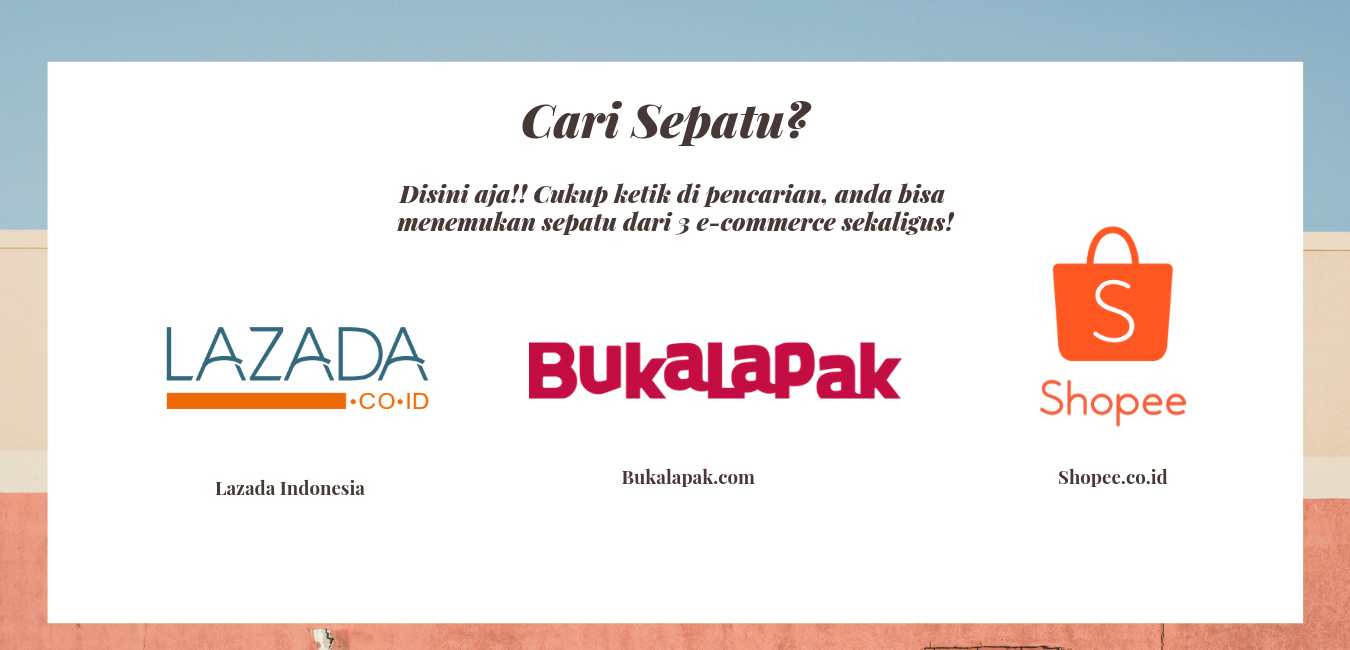 Cari Sepatu?
Disini aja!! Cukup ketik di pencarian, anda bisa
menemukan sepatu dari 3 e-commerce sekaligus!
LAZADA
•CO•ID
BukaLapak
S
Shopee
Lazada Indonesia
Bukalapak.com
Shopee.co.id